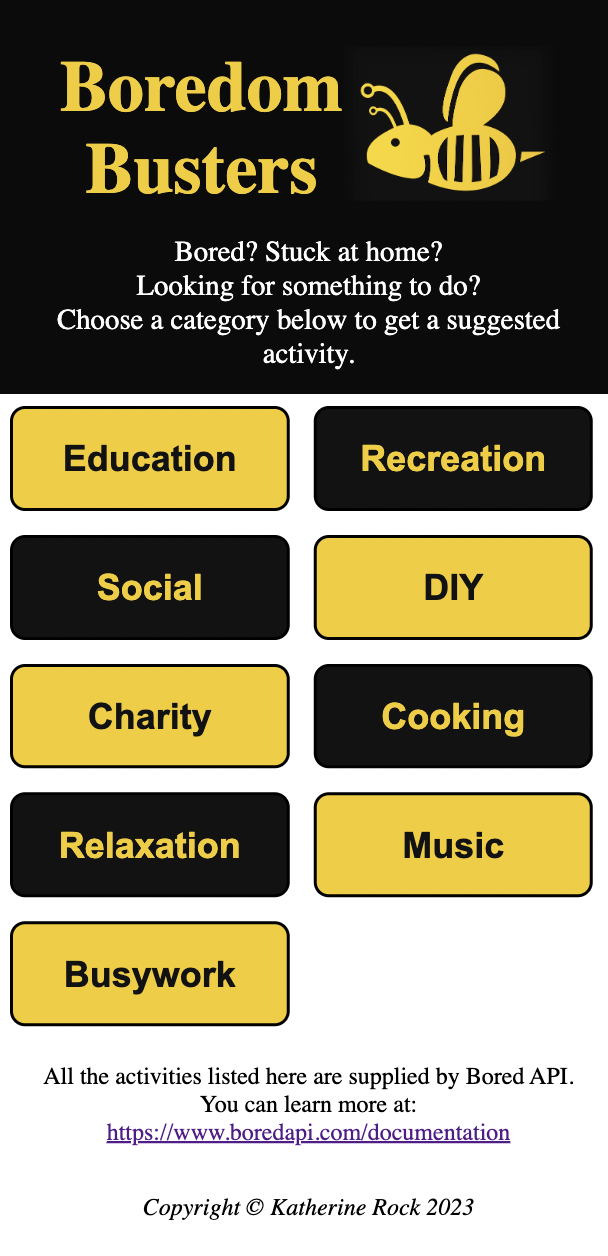 Boredom
Busters
Bored? Stuck at home?
Looking for something to do?
Choose a category below to get a suggested
activity.
Education
Recreation
Social
DIY
Charity
Cooking
Relaxation
Music
Busywork
All the activities listed here are supplied by Bored API.
You can learn more at:
https://www.boredapi.com/documentation
Copyright © Katherine Rock 2023